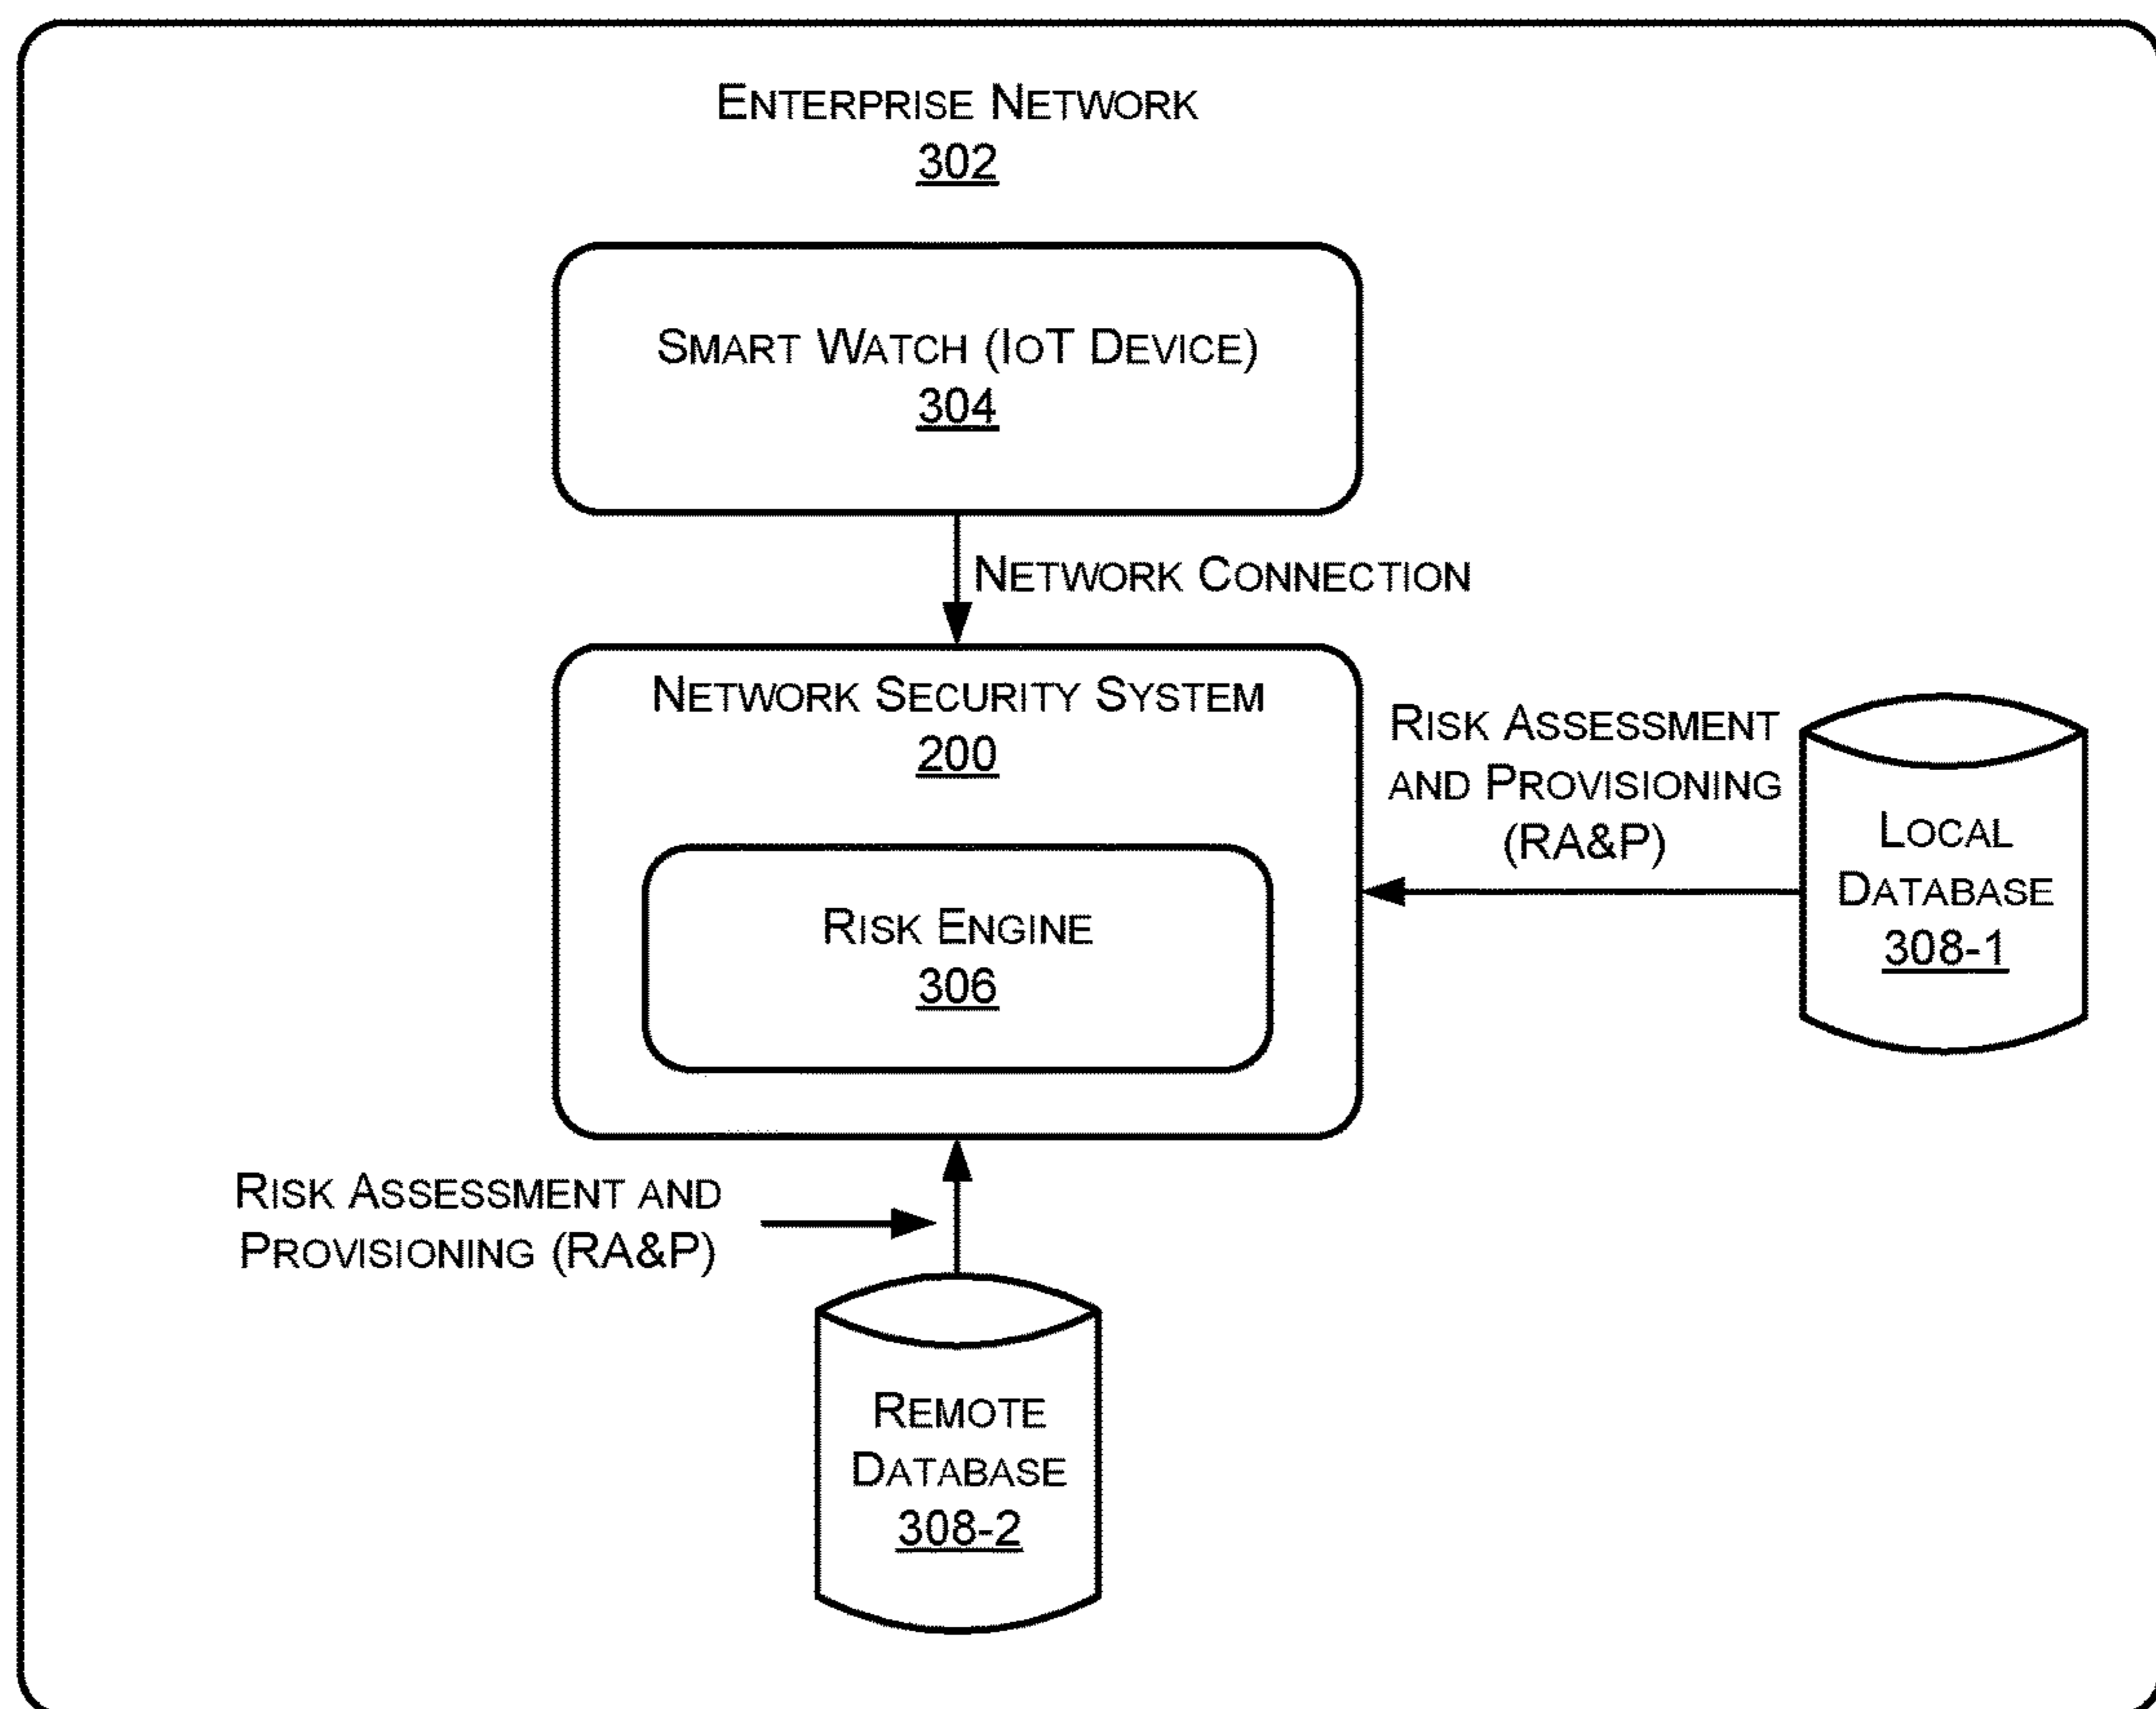 ENTERPRISE NETWORK
302
SMART WATCH (IOT DEVICE)
304
NETWORK CONNECTION
NETWORK SECURITY SYSTEM
200
RISK ENGINE
306
RISK ASSESSMENT
AND PROVISIONING
(RA&P)
LOCAL
DATABASE
308-1
RISK ASSESSMENT AND
PROVISIONING (RA&P)
REMOTE
DATABASE
308-2